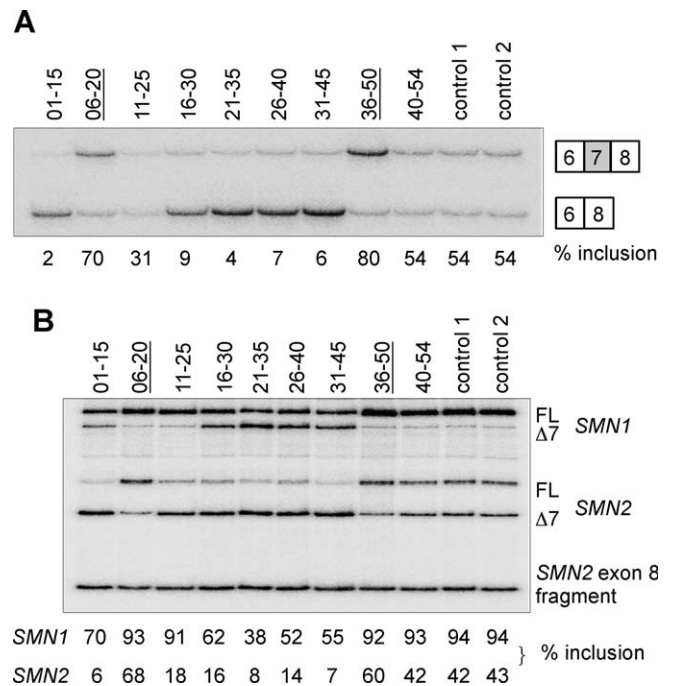 A
01-15 06-20 11-25 16-30 21-35 26-40 31-45 36-50 40-54 control 1 control 2
6 7 8
6 8
2 70 31 9 4 7 6 80 54 54 54 % inclusion
B
01-15 06-20 11-25 16-30 21-35 26-40 31-45 36-50 40-54 control 1 control 2
FL
Δ7 SMN1
FL
Δ7 SMN2
SMN2 exon 8
fragment
SMN1 70 93 91 62 38 52 55 92 93 94 94
} % inclusion
SMN2 6 68 18 16 8 14 7 60 42 42 43